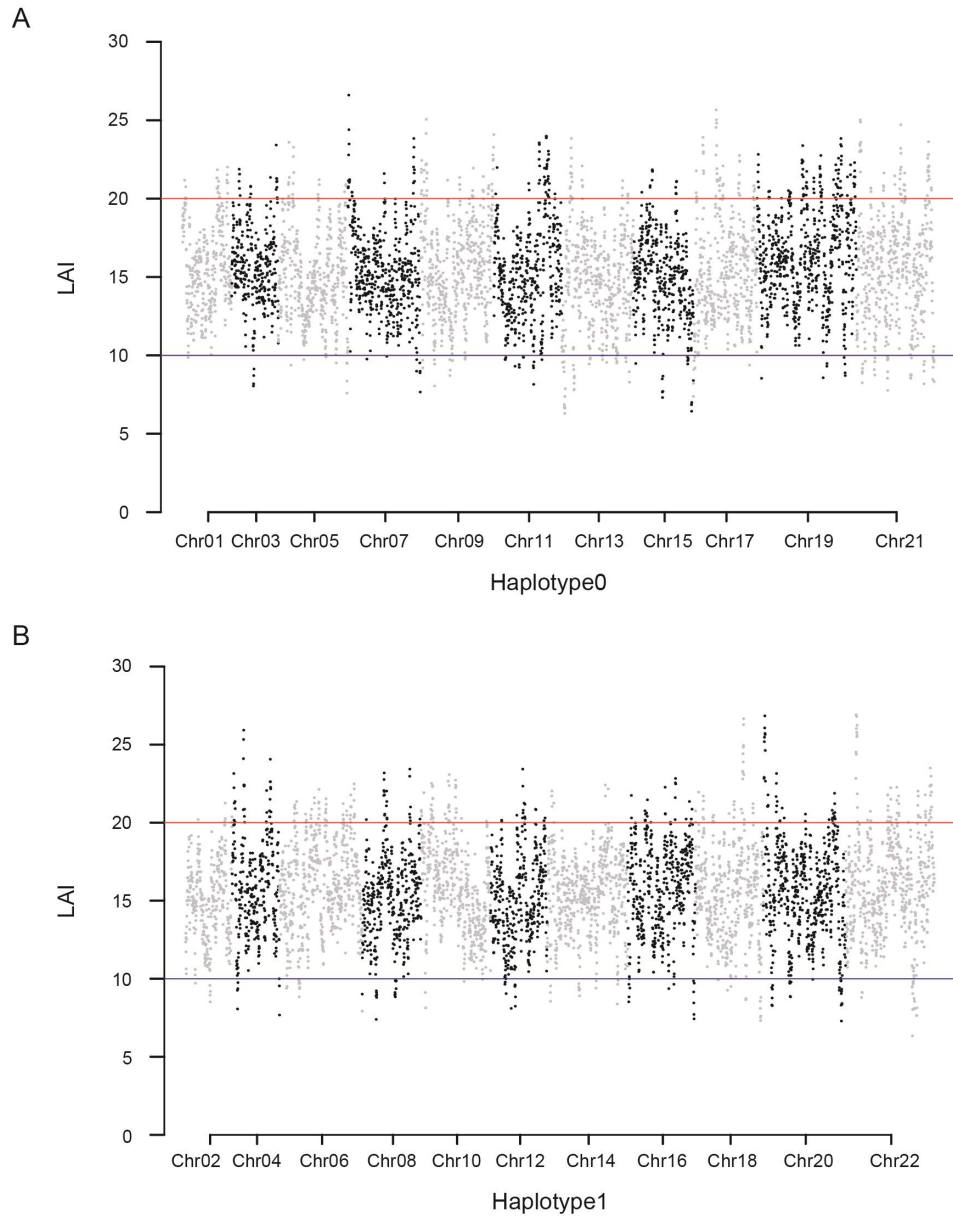 A
30
25
20
15
10
5
0
LAI
Chr01 Chr03 Chr05 Chr07 Chr09 Chr11 Chr13 Chr15 Chr17 Chr19 Chr21
Haplotype0
B
30
25
20
15
10
5
0
LAI
Chr02 Chr04 Chr06 Chr08 Chr10 Chr12 Chr14 Chr16 Chr18 Chr20 Chr22
Haplotype1